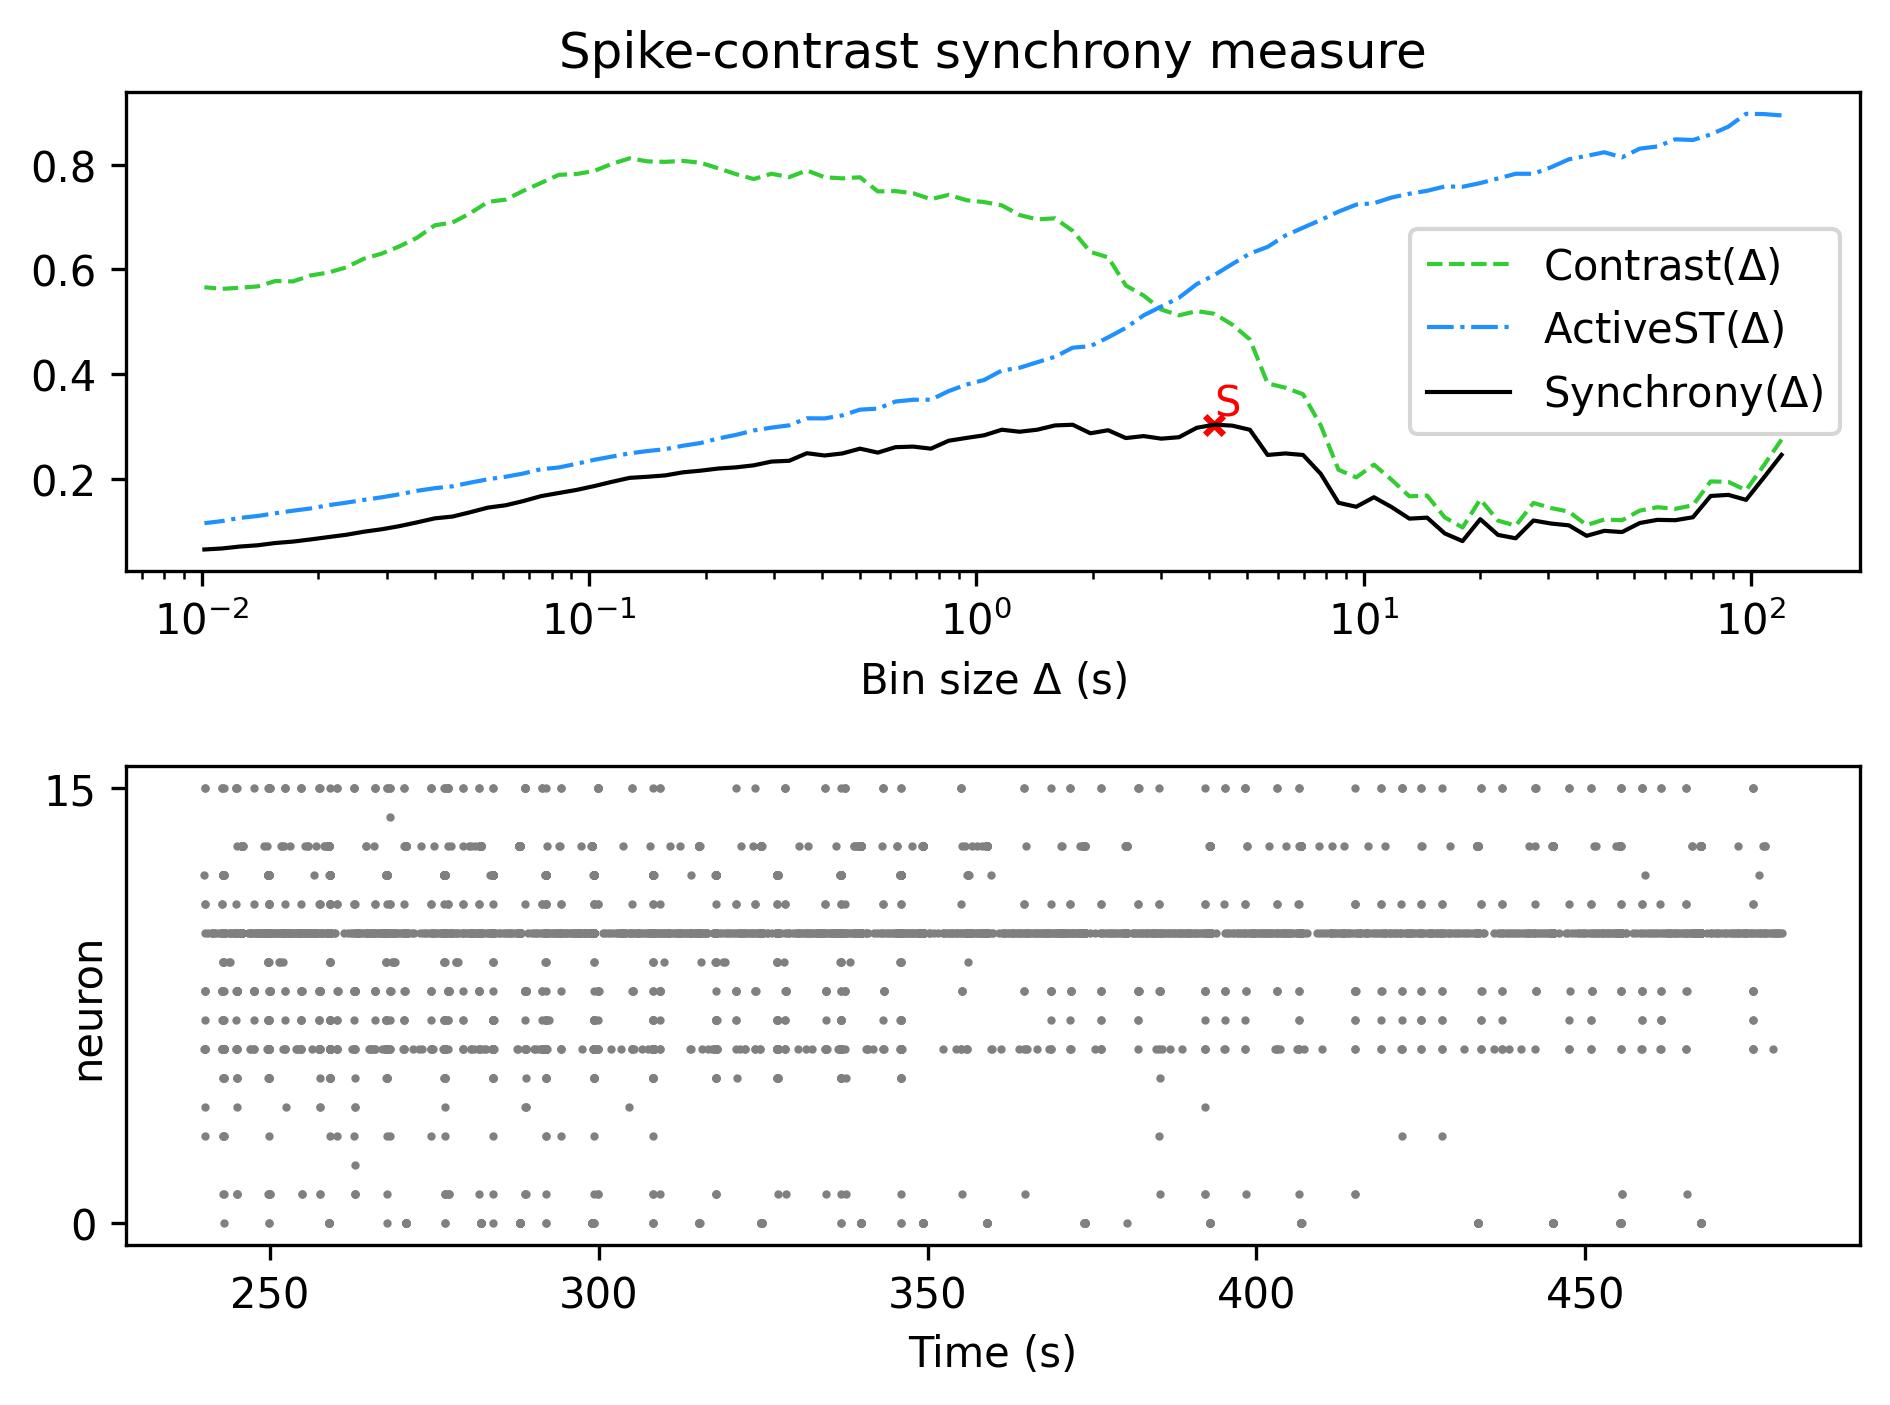 Spike-contrast synchrony measure
0.8
0.6
0.4
0.2
Contrast(Δ)
ActiveST(Δ)
Synchrony(Δ)
S
10⁻² 10⁻¹ 10⁰ 10¹ 10²
Bin size Δ (s)
15
neuron
0
250 300 350 400 450
Time (s)